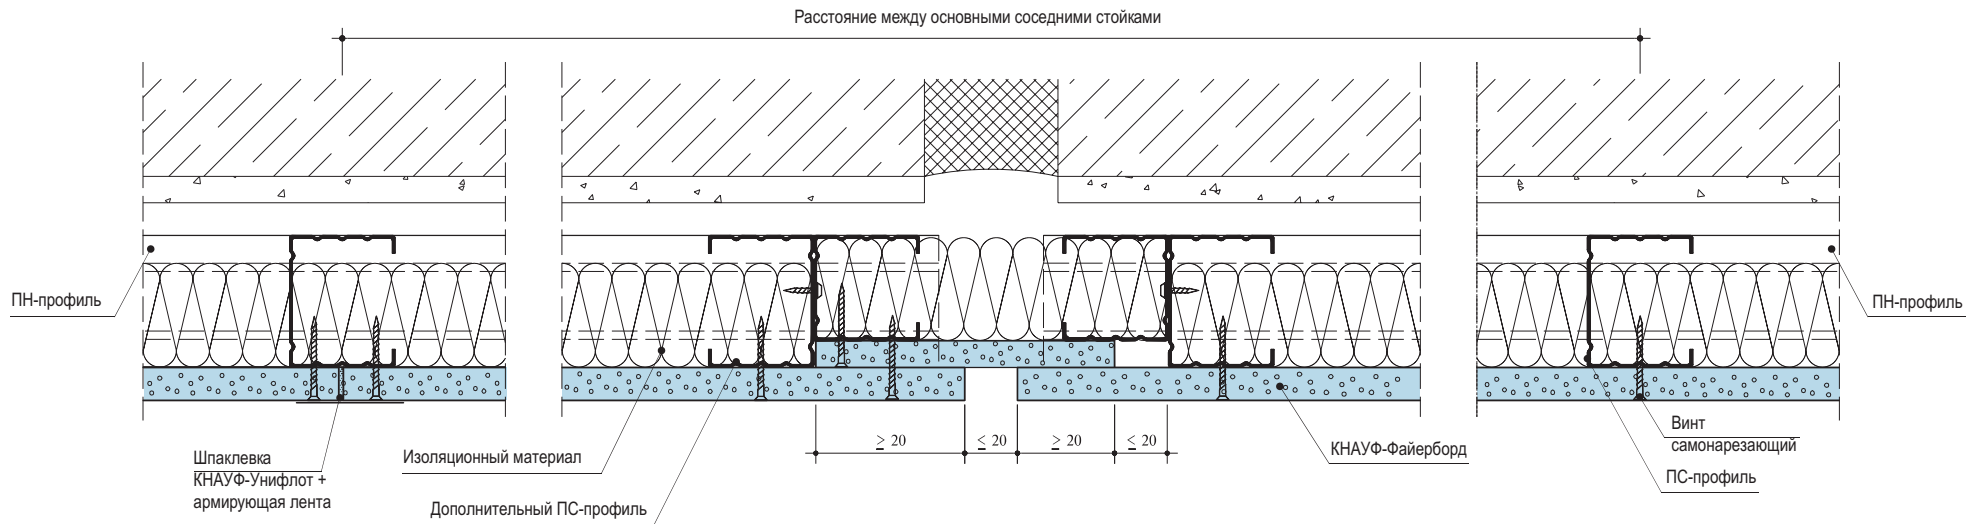 Расстояние между основными соседними стойками
ПН-профиль
ПН-профиль
≥ 20
≤ 20
≥ 20
≤ 20
Шпаклевка
КНАУФ-Унифлот +
армирующая лента
Изоляционный материал
Дополнительный ПС-профиль
КНАУФ-Файерборд
Винт
самонарезающий
ПС-профиль